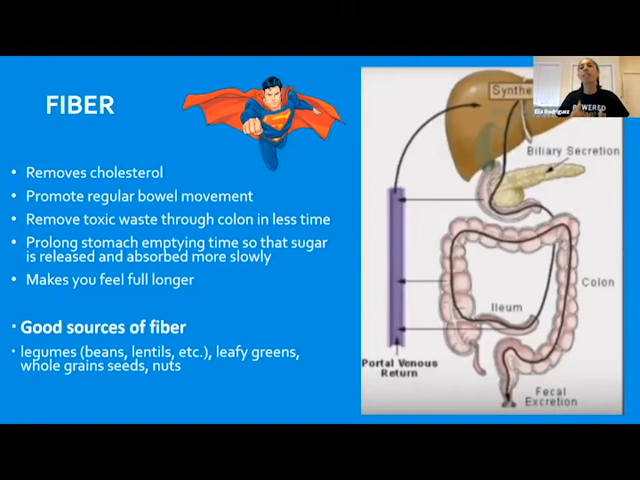 FIBER
Removes cholesterol
Promote regular bowel movement
Remove toxic waste through colon in less time
Prolong stomach emptying time so that sugar
is released and absorbed more slowly
Makes you feel full longer
Good sources of fiber
legumes (beans, lentils, etc.), leafy greens,
whole grains seeds, nuts
Synthe
Biliary Secretion
Colon
Ileum
Portal Venous
Return
Fecal
Excretion
Elia Rodriguez
POWERED